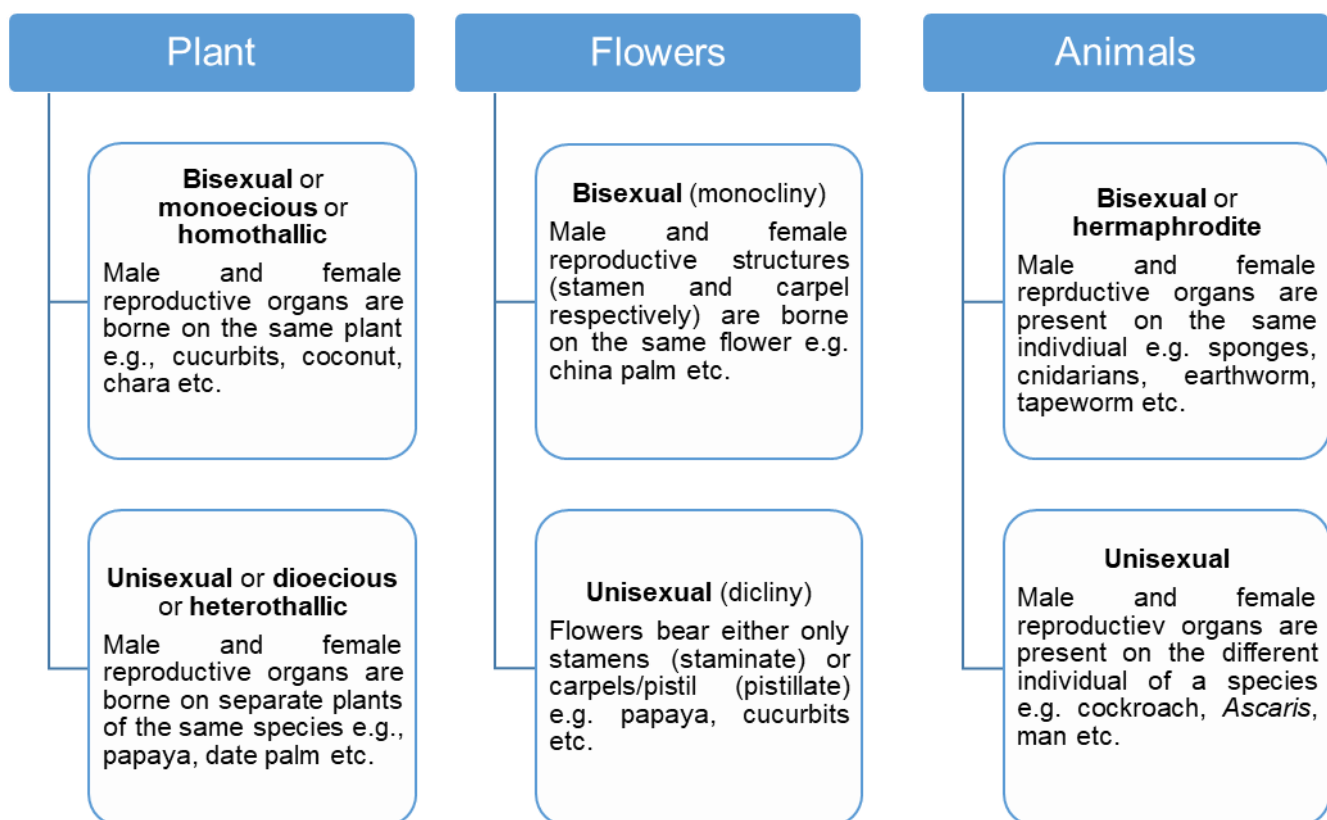 Plant
Bisexual or
monoecious or
homothallic
Male and female
reproductive organs are
borne on the same plant
e.g., cucurbits, coconut,
chara etc.
Unisexual or dioecious
or heterothallic
Male and female
reproductive organs are
borne on separate plants
of the same species e.g.,
papaya, date palm etc.
Flowers
Bisexual (monocliny)
Male and female
reproductive structures
(stamen and carpel
respectively) are borne
on the same flower e.g.
china palm etc.
Unisexual (dicliny)
Flowers bear either only
stamens (staminate) or
carpels/pistil (pistillate)
e.g. papaya, cucurbits
etc.
Animals
Bisexual or
hermaphrodite
Male and female
reprductive organs are
present on the same
indivdiual e.g. sponges,
cnidarians, earthworm,
tapeworm etc.
Unisexual
Male and female
reproductiev organs are
present on the different
individual of a species
e.g. cockroach, Ascaris,
man etc.